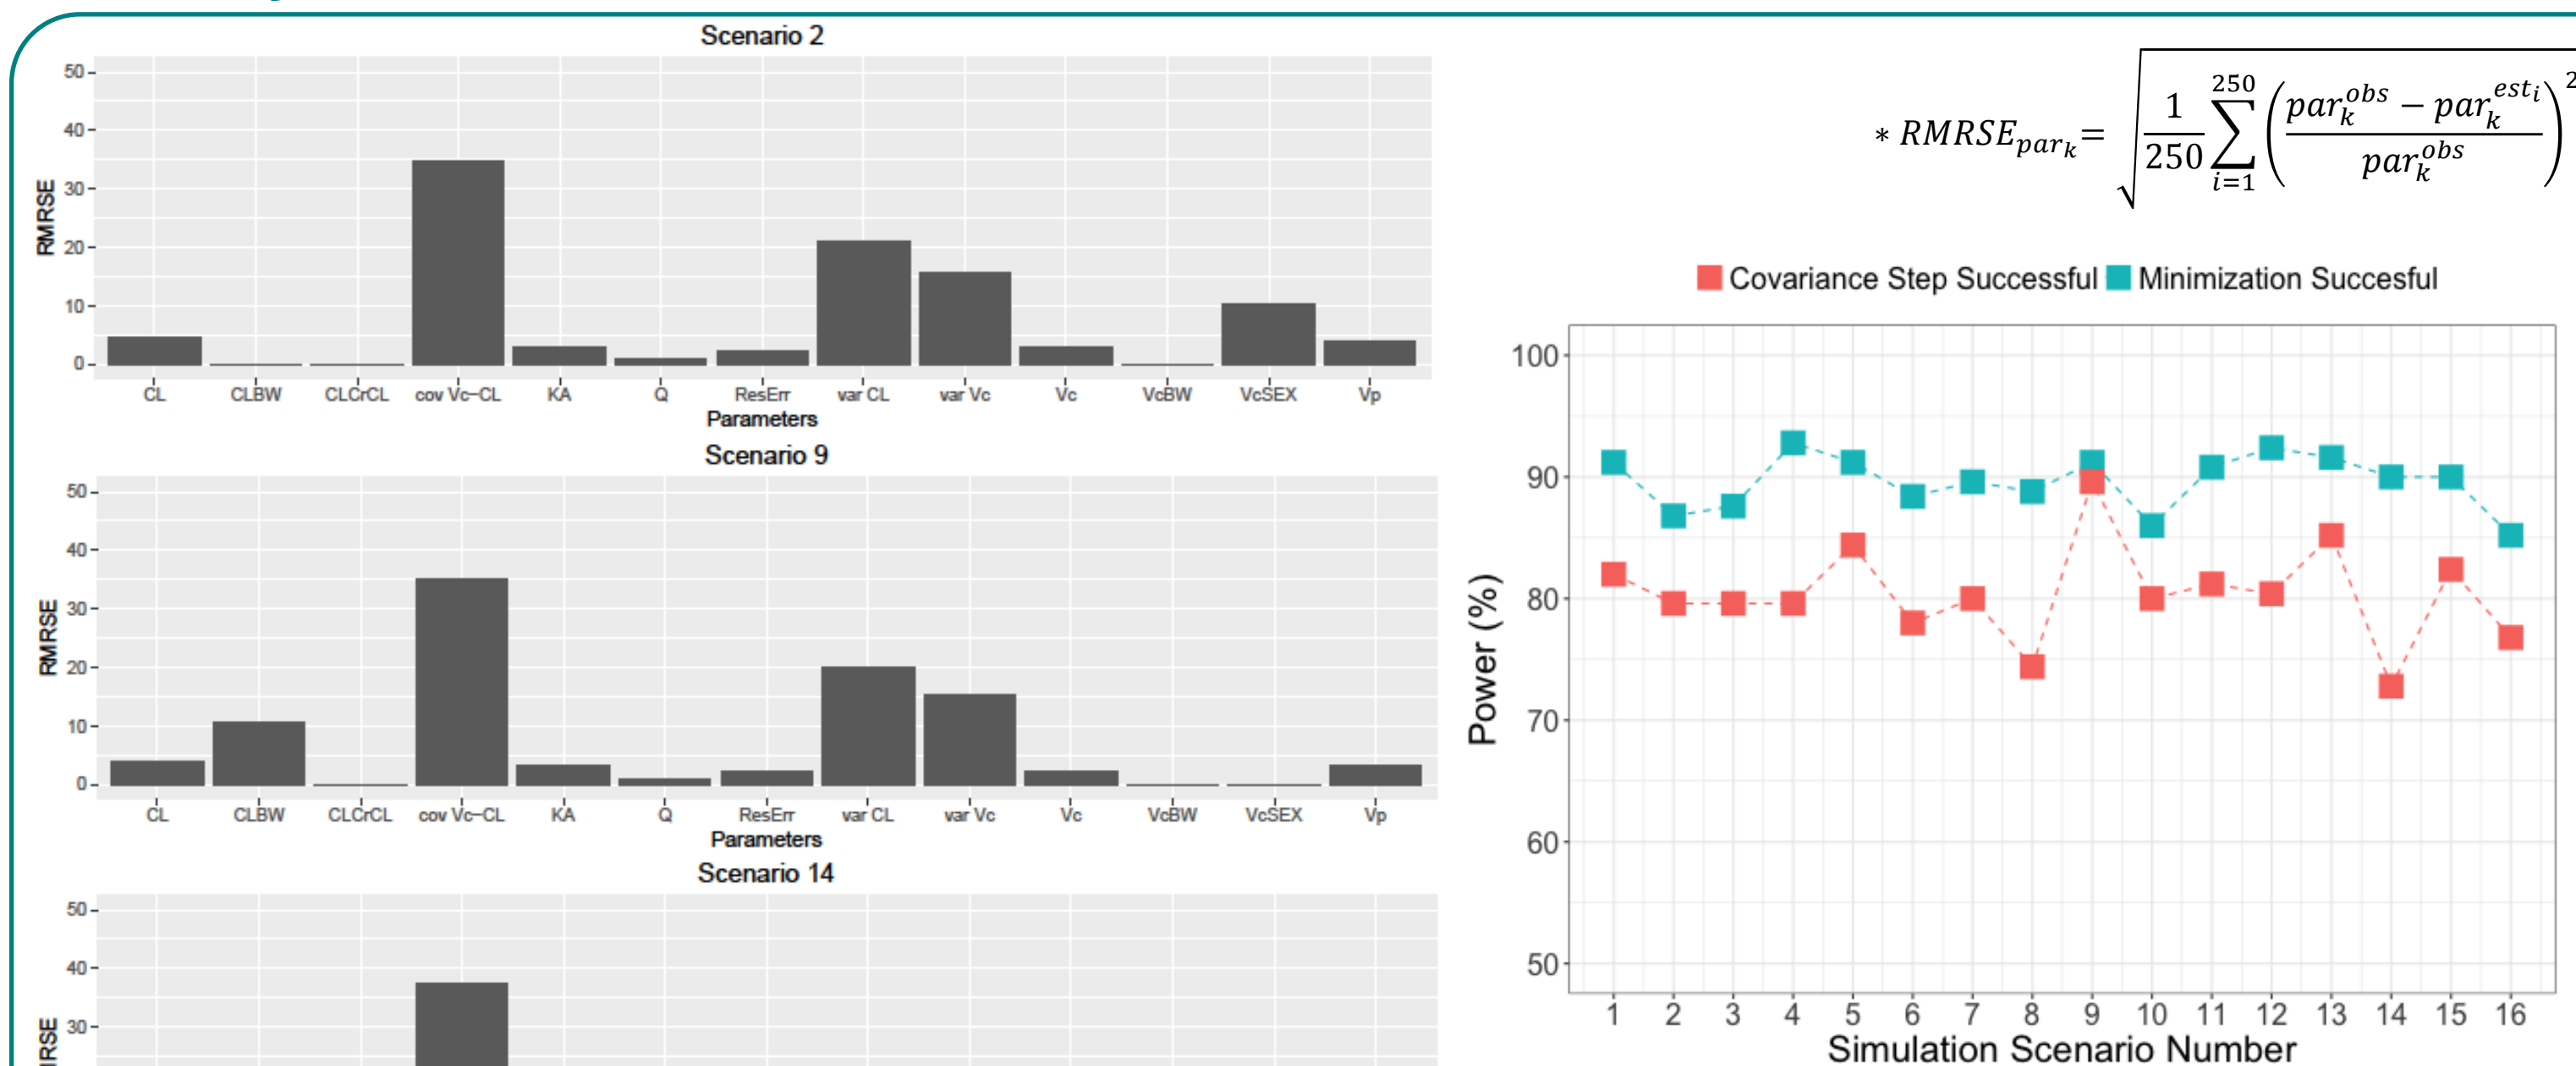 Scenario 2
50
40
30
20
10
0
RMRSE
CL CLBW CLCrCL cov Vc−CL KA Q ResErr var CL var Vc Vc VcBW VcSEX Vp
Parameters
Scenario 9
50
40
30
20
10
0
RMRSE
CL CLBW CLCrCL cov Vc−CL KA Q ResErr var CL var Vc Vc VcBW VcSEX Vp
Parameters
Scenario 14
50
40
30
* RMRSE_{par_k} = √(1/250 ∑_{i=1}^{250} ((par_k^{obs} − par_k^{est_i}) / par_k^{obs})^2
Covariance Step Successful Minimization Succesful
100
90
80
70
60
50
Power (%)
1 2 3 4 5 6 7 8 9 10 11 12 13 14 15 16
Simulation Scenario Number